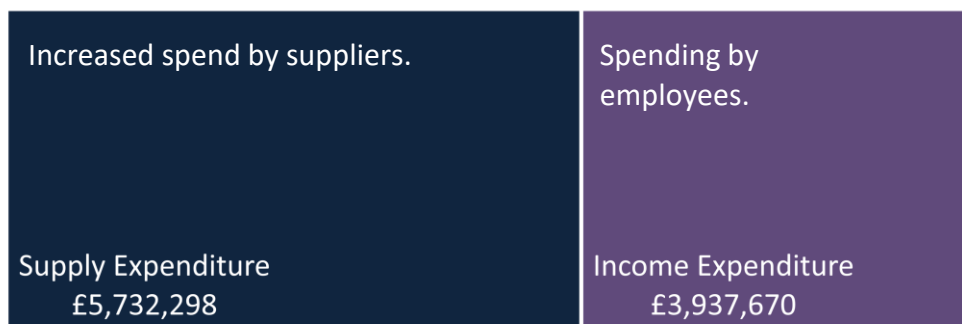 Increased spend by suppliers.
Spending by
employees.
Supply Expenditure
£5,732,298
Income Expenditure
£3,937,670